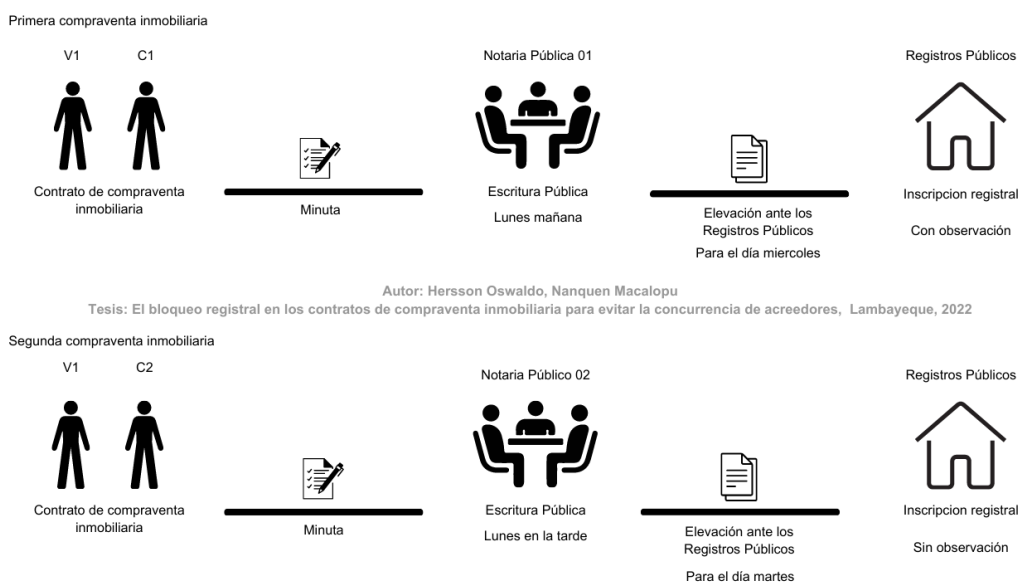 Primera compraventa inmobiliaria
V1
C1
Notaria Pública 01
Registros Públicos
Contrato de compraventa
inmobiliaria
Minuta
Escritura Pública
Lunes mañana
Elevación ante los
Registros Públicos
Para el día miercoles
Inscripcion registral
Con observación
Autor: Hersson Oswaldo, Nanquen Macalopu
Tesis: El bloqueo registral en los contratos de compraventa inmobiliaria para evitar la concurrencia de acreedores, Lambayeque, 2022
Segunda compraventa inmobiliaria
V1
C2
Notaria Público 02
Registros Públicos
Contrato de compraventa
inmobiliaria
Minuta
Escritura Pública
Lunes en la tarde
Elevación ante los
Registros Públicos
Para el día martes
Inscripcion registral
Sin observación